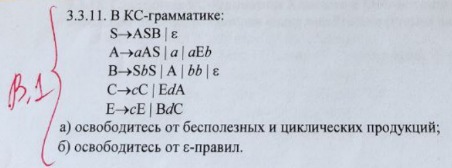 3.3.11. В КС-грамматике:
S→ASB | ε
A→aAS | a | aEb
B→SbS | A | bb | ε
C→cC | EdA
E→cE | BdC
а) освободитесь от бесполезных и циклических продукций;
б) освободитесь от ε-правил.
В,1